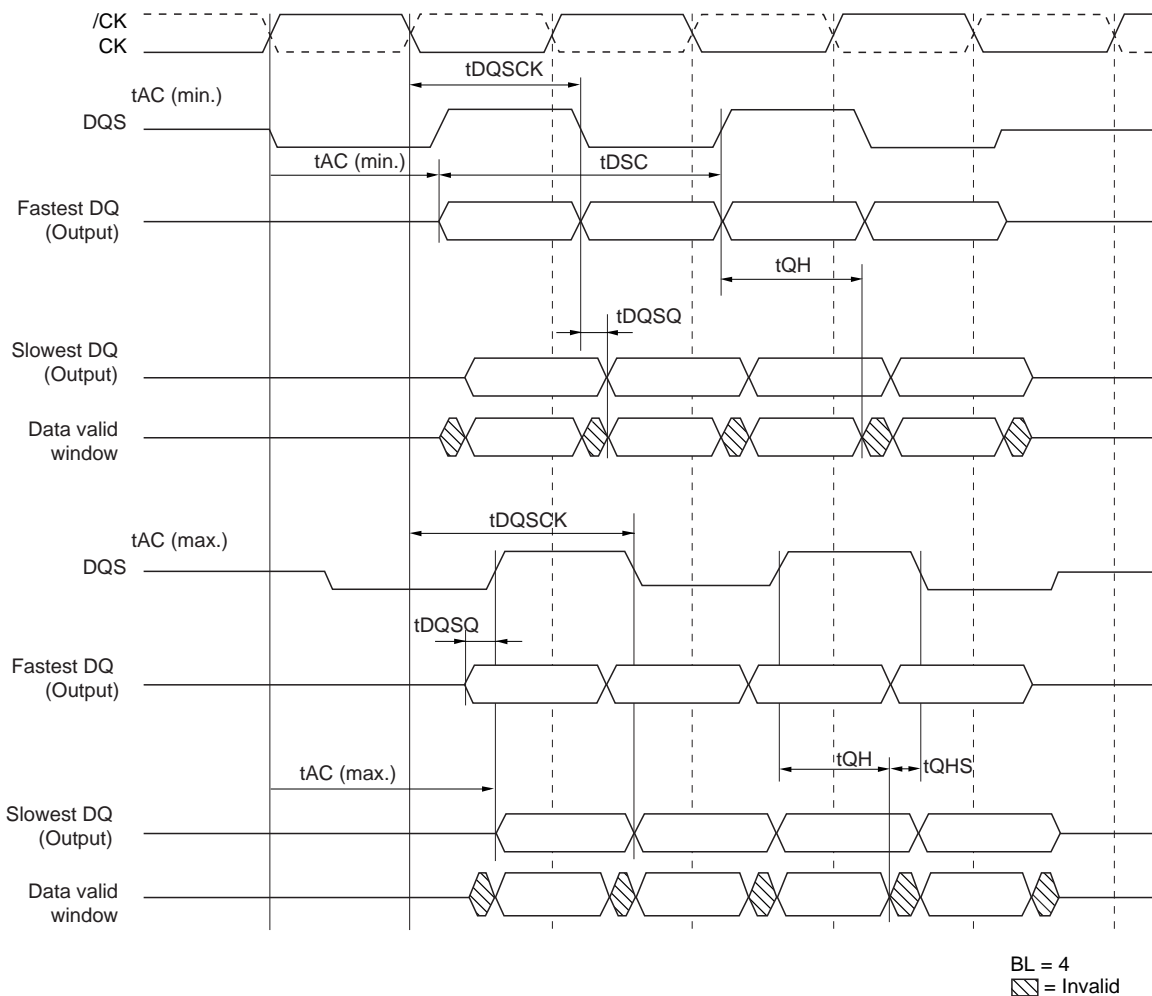 /CK
CK
tDQSCK
tAC (min.)
DQS
tAC (min.)
tDSC
Fastest DQ
(Output)
tQH
tDQSQ
Slowest DQ
(Output)
Data valid
window
tDQSCK
tAC (max.)
DQS
tDQSQ
Fastest DQ
(Output)
tQH
tQHS
tAC (max.)
Slowest DQ
(Output)
Data valid
window
BL = 4
= Invalid